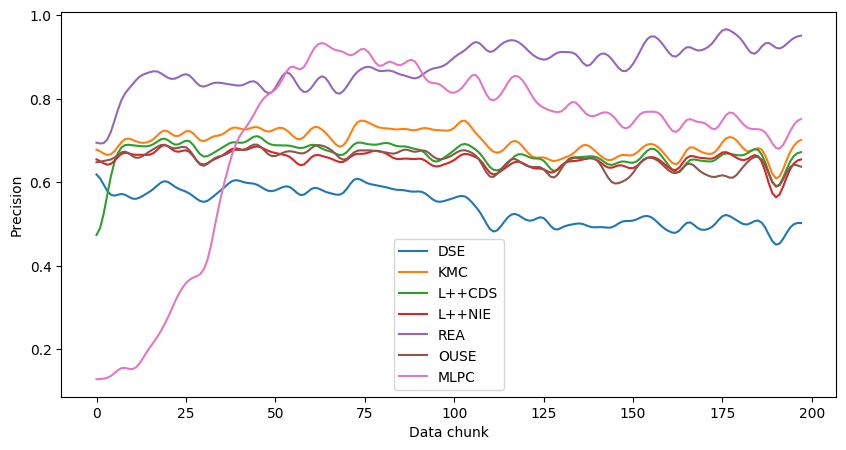 1.0
0.8
0.6
0.4
0.2
Precision
0
25
50
75
100
125
150
175
200
Data chunk
DSE
KMC
L++CDS
L++NIE
REA
OUSE
MLPC